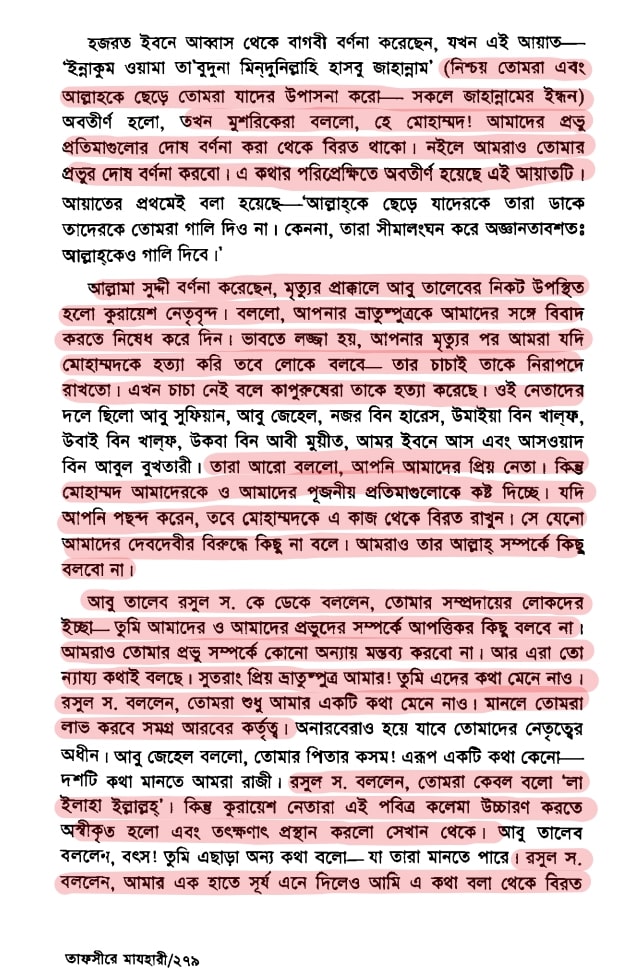 হজরত ইবনে আব্বাস থেকে বাগবী বর্ণনা করেছেন, যখন এই আয়াত—
‘ইন্নাকুম ওয়ামা তা'বুদুনা মিন্‌দুনিল্লাহি হাসবু জাহান্নাম’ (নিশ্চয় তোমরা এবং
আল্লাহকে ছেড়ে তোমরা যাদের উপাসনা করো— সকলে জাহান্নামের ইন্ধন)
অবতীর্ণ হলো, তখন মুশরিকেরা বললো, হে মোহাম্মদ! আমাদের প্রভু
প্রতিমাগুলোর দোষ বর্ণনা করা থেকে বিরত থাকো। নইলে আমরাও তোমার
প্রভুর দোষ বর্ণনা করবো। এ কথার পরিপ্রেক্ষিতে অবতীর্ণ হয়েছে এই আয়াতটি।
আয়াতের প্রথমেই বলা হয়েছে—‘আল্লাহ্‌কে ছেড়ে যাদেরকে তারা ডাকে
তাদেরকে তোমরা গালি দিও না। কেননা, তারা সীমালংঘন করে অজ্ঞানতাবশতঃ
আল্লাহ্‌কেও গালি দিবে।’
আল্লামা সুদ্দী বর্ণনা করেছেন, মৃত্যুর প্রাক্কালে আবু তালেবের নিকট উপস্থিত
হলো কুরায়েশ নেতৃবৃন্দ। বললো, আপনার ভ্রাতুষ্পুত্রকে আমাদের সঙ্গে বিবাদ
করতে নিষেধ করে দিন। ভাবতে লজ্জা হয়, আপনার মৃত্যুর পর আমরা যদি
মোহাম্মদকে হত্যা করি তবে লোকে বলবে— তার চাচাই তাকে নিরাপদে
রাখতো। এখন চাচা নেই বলে কাপুরুষেরা তাকে হত্যা করেছে। ওই নেতাদের
দলে ছিলো আবু সুফিয়ান, আবু জেহেল, নজর বিন হারেস, উমাইয়া বিন খাল্‌ফ,
উবাই বিন খাল্‌ফ, উকবা বিন আবী মুয়ীত, আমর ইবনে আস এবং আসওয়াদ
বিন আবুল বুখতারী। তারা আরো বললো, আপনি আমাদের প্রিয় নেতা। কিন্তু
মোহাম্মদ আমাদেরকে ও আমাদের পূজনীয় প্রতিমাগুলোকে কষ্ট দিচ্ছে। যদি
আপনি পছন্দ করেন, তবে মোহাম্মদকে এ কাজ থেকে বিরত রাখুন। সে যেনো
আমাদের দেবদেবীর বিরুদ্ধে কিছু না বলে। আমরাও তার আল্লাহ্ সম্পর্কে কিছু
বলবো না।
আবু তালেব রসুল স. কে ডেকে বললেন, তোমার সম্প্রদায়ের লোকদের
ইচ্ছা— তুমি আমাদের ও আমাদের প্রভুদের সম্পর্কে আপত্তিকর কিছু বলবে না।
আমরাও তোমার প্রভু সম্পর্কে কোনো অন্যায় মন্তব্য করবো না। আর এরা তো
ন্যায্য কথাই বলছে। সুতরাং প্রিয় ভ্রাতুষ্পুত্র আমার! তুমি এদের কথা মেনে নাও।
রসুল স. বললেন, তোমরা শুধু আমার একটি কথা মেনে নাও। মানলে তোমরা
লাভ করবে সমগ্র আরবের কর্তৃত্ব। অনারবেরাও হয়ে যাবে তোমাদের নেতৃত্বের
অধীন। আবু জেহেল বললো, তোমার পিতার কসম! এরূপ একটি কথা কেনো—
দশটি কথা মানতে আমরা রাজী। রসুল স. বললেন, তোমরা কেবল বলো ‘লা
ইলাহা ইল্লাল্লহ্’। কিন্তু কুরায়েশ নেতারা এই পবিত্র কলেমা উচ্চারণ করতে
অস্বীকৃত হলো এবং তৎক্ষণাৎ প্রস্থান করলো সেখান থেকে। আবু তালেব
বললেন, বৎস! তুমি এছাড়া অন্য কথা বলো— যা তারা মানতে পারে। রসুল স.
বললেন, আমার এক হাতে সূর্য এনে দিলেও আমি এ কথা বলা থেকে বিরত
তাফসীরে মাযহারী/২৭৯